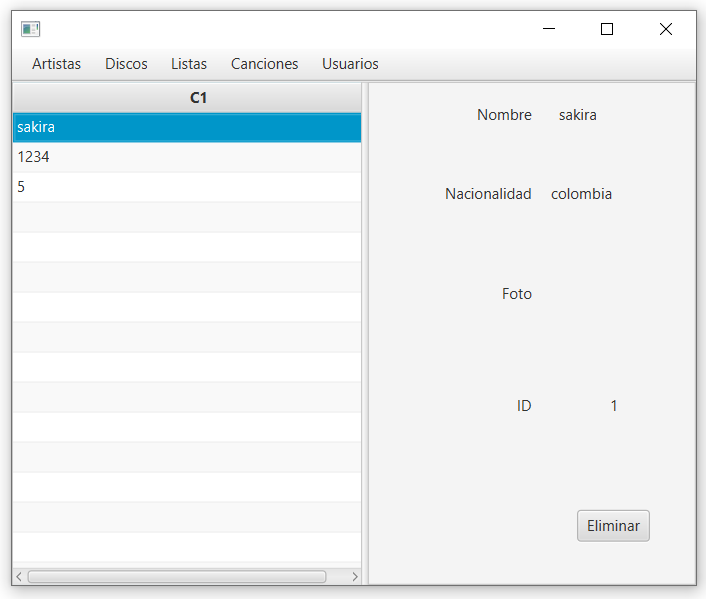 Artistas Discos Listas Canciones Usuarios
C1
sakira
1234
5
Nombre sakira
Nacionalidad colombia
Foto
ID 1
Eliminar